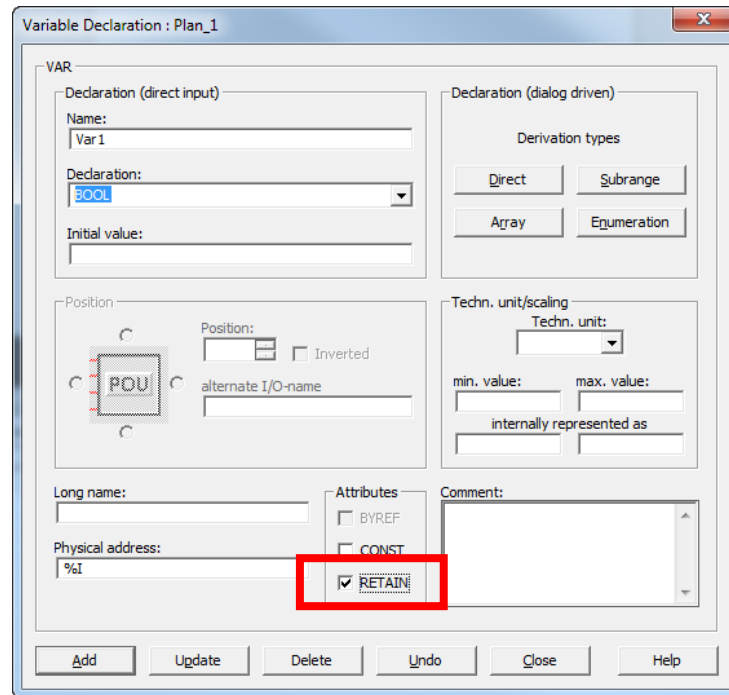 Variable Declaration : Plan_1
x
VAR
Declaration (direct input)
Name:
Var1
Declaration:
BOOL
Initial value:
Declaration (dialog driven)
Derivation types
Direct Subrange
Array Enumeration
Position
Position:
Inverted
POU
alternate I/O-name
Techn. unit/scaling
Techn. unit:
min. value: max. value:
internally represented as
Long name:
Physical address:
%I
Attributes
BYREF
CONST
RETAIN
Comment:
Add Update Delete Undo Close Help